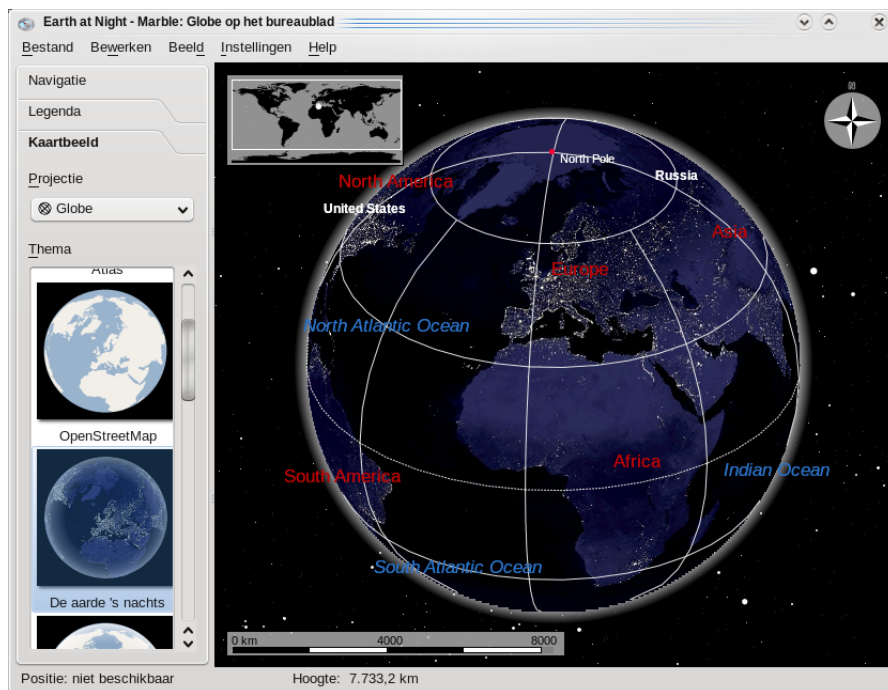 Earth at Night - Marble: Globe op het bureaublad
Bestand Bewerken Beeld Instellingen Help
Navigatie
Legenda
Kaartbeeld
Projectie
Globe
Thema
Atlas
OpenStreetMap
De aarde 's nachts
N
North Pole
Russia
North America
United States
Asia
Europe
North Atlantic Ocean
Africa
Indian Ocean
South America
South Atlantic Ocean
0 km 4000 8000
Positie: niet beschikbaar Hoogte: 7.733,2 km